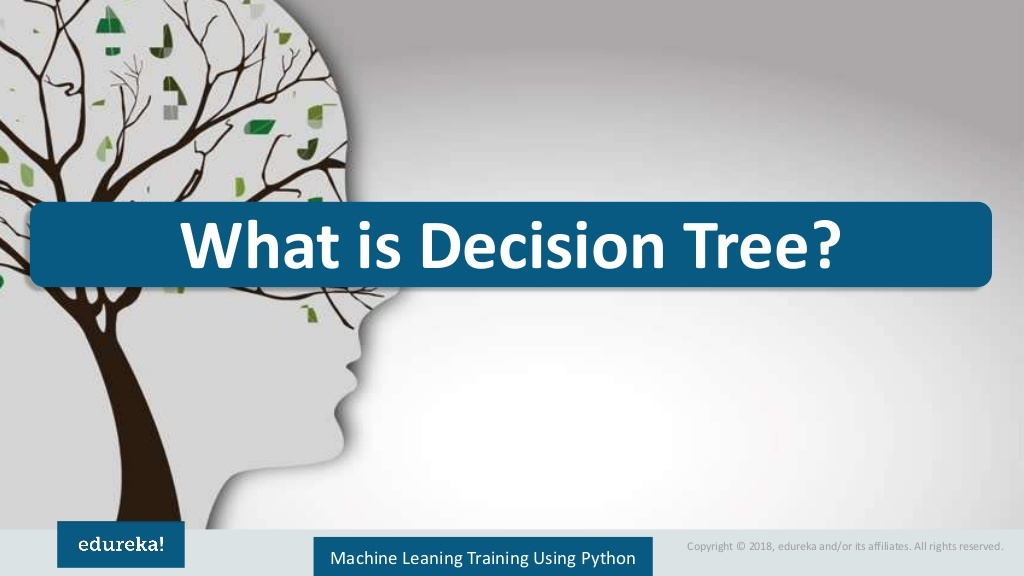 What is Decision Tree?
edureka!
Machine Leaning Training Using Python
Copyright © 2018, edureka and/or its affiliates. All rights reserved.